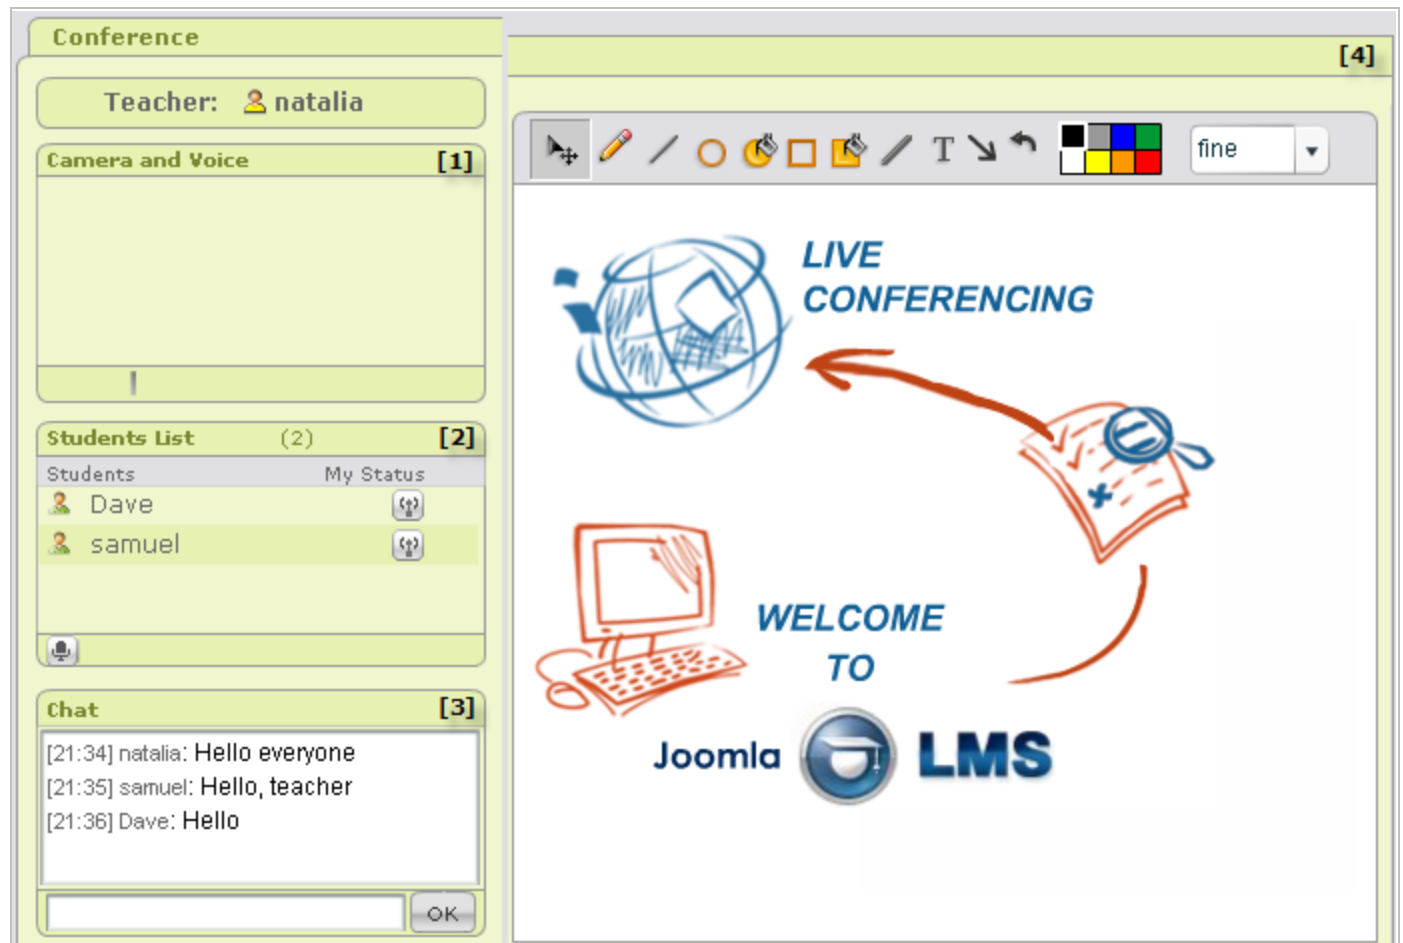 Conference
Teacher: natalia
Camera and Voice [1]
Students List (2) [2]
Students My Status
Dave
samuel
Chat [3]
[21:34] natalia: Hello everyone
[21:35] samuel: Hello, teacher
[21:36] Dave: Hello
OK
[4]
T fine
LIVE
CONFERENCING
WELCOME
TO
Joomla LMS